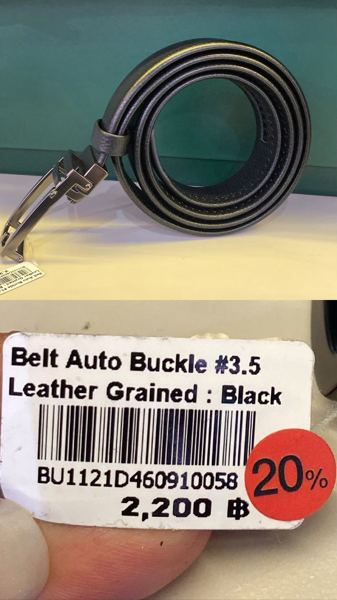 Belt Auto Buckle #3.5
Leather Grained : Black
BU1121D460910058
20%
2,200 ฿